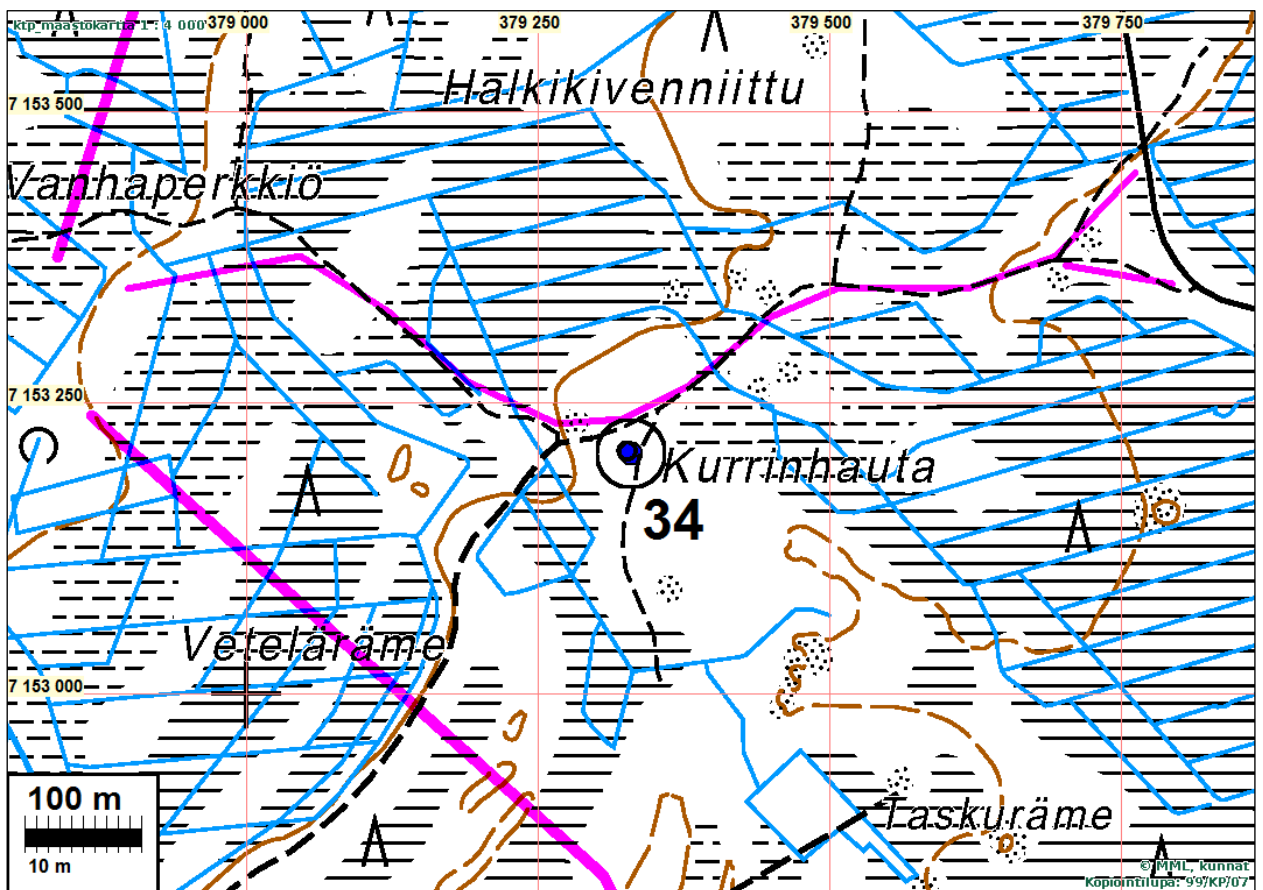 ktp_maastokartta 1 : 4 000
379 000
379 250
379 500
379 750
Halkikivenniittu
7 153 500
Vanhaperkkiö
7 153 250
Kurrinhauta
34
Veteläräme
7 153 000
100 m
10 m
Taskuräme
© MML, kunnat
Kopiointilupa: 99/KP/07